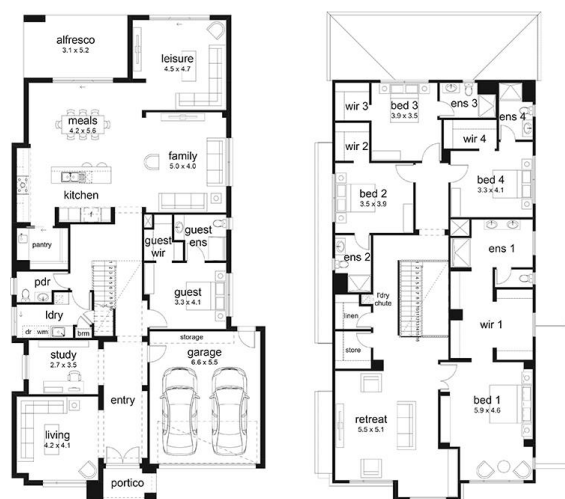 alfresco
3.1 x 5.2
leisure
4.5 x 4.7
meals
4.2 x 5.6
family
5.0 x 4.0
kitchen
pantry
guest
wir
guest
ens
pdr
guest
3.3 x 4.1
ldry
dr wm
brm
storage
study
2.7 x 3.5
garage
6.6 x 5.5
entry
living
4.2 x 4.1
portico
wir 3
bed 3
3.9 x 3.5
ens 3
ens 4
wir 2
wir 4
bed 2
3.5 x 3.9
bed 4
3.3 x 4.1
ens 2
ens 1
l'dry
chute
linen
wir 1
store
retreat
5.5 x 5.1
bed 1
5.9 x 4.6